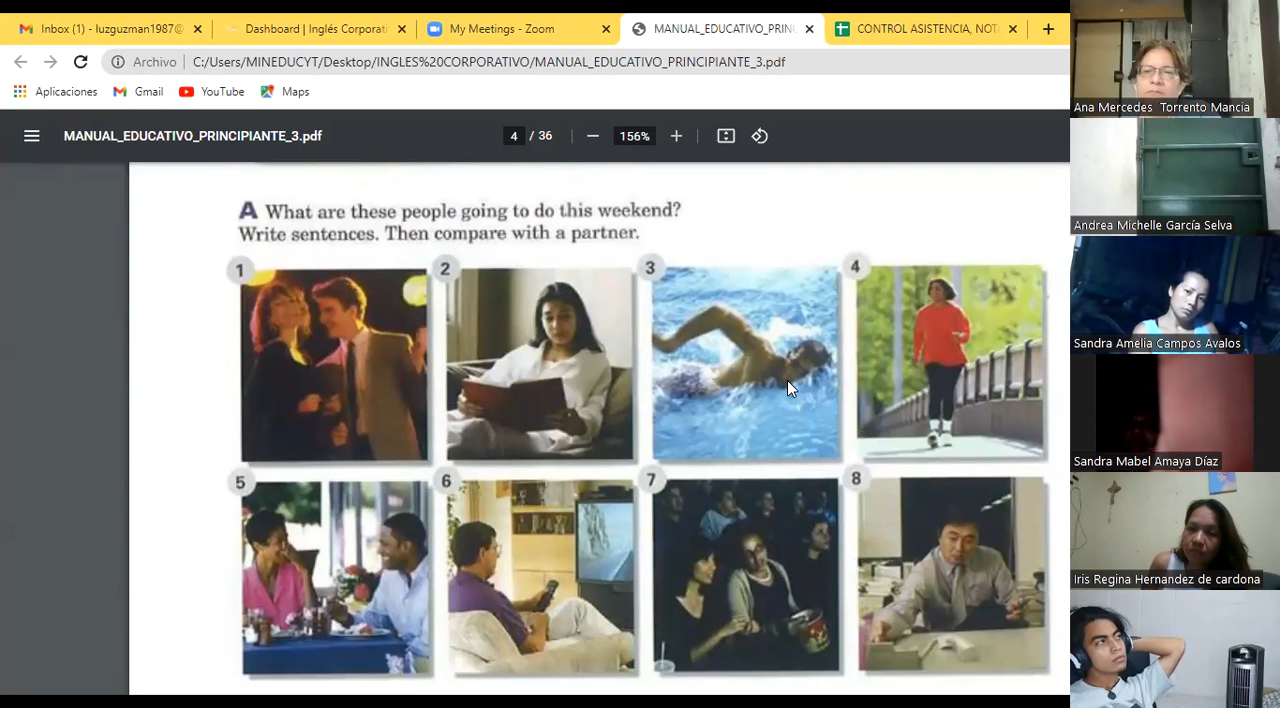 Inbox (1) - luzguzman1987@
Dashboard | Inglés Corporati
My Meetings - Zoom
MANUAL_EDUCATIVO_PRINC
CONTROL ASISTENCIA, NOT
Archivo
C:/Users/MINEDUCYT/Desktop/INGLES%20CORPORATIVO/MANUAL_EDUCATIVO_PRINCIPIANTE_3.pdf
Aplicaciones
Gmail
YouTube
Maps
MANUAL_EDUCATIVO_PRINCIPIANTE_3.pdf
4 / 36
156%
A What are these people going to do this weekend?
Write sentences. Then compare with a partner.
1
2
3
4
5
6
7
8
Ana Mercedes Torrento Mancia
Andrea Michelle García Selva
Sandra Amelia Campos Avalos
Sandra Mabel Amaya Díaz
Iris Regina Hernandez de cardona